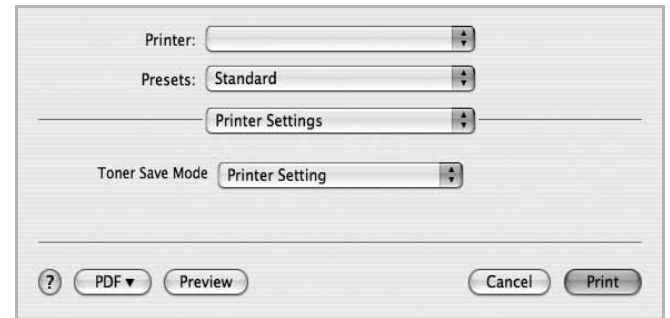 Printer:
Presets: Standard
Printer Settings
Toner Save Mode Printer Setting
? PDF▼ Preview Cancel Print